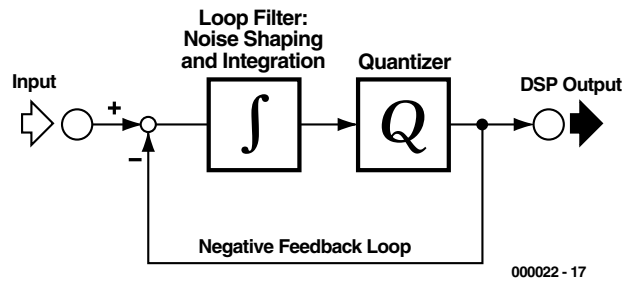 Loop Filter:
Noise Shaping
and Integration
Quantizer
Input
DSP Output
+
∫
Q
−
Negative Feedback Loop
000022 - 17